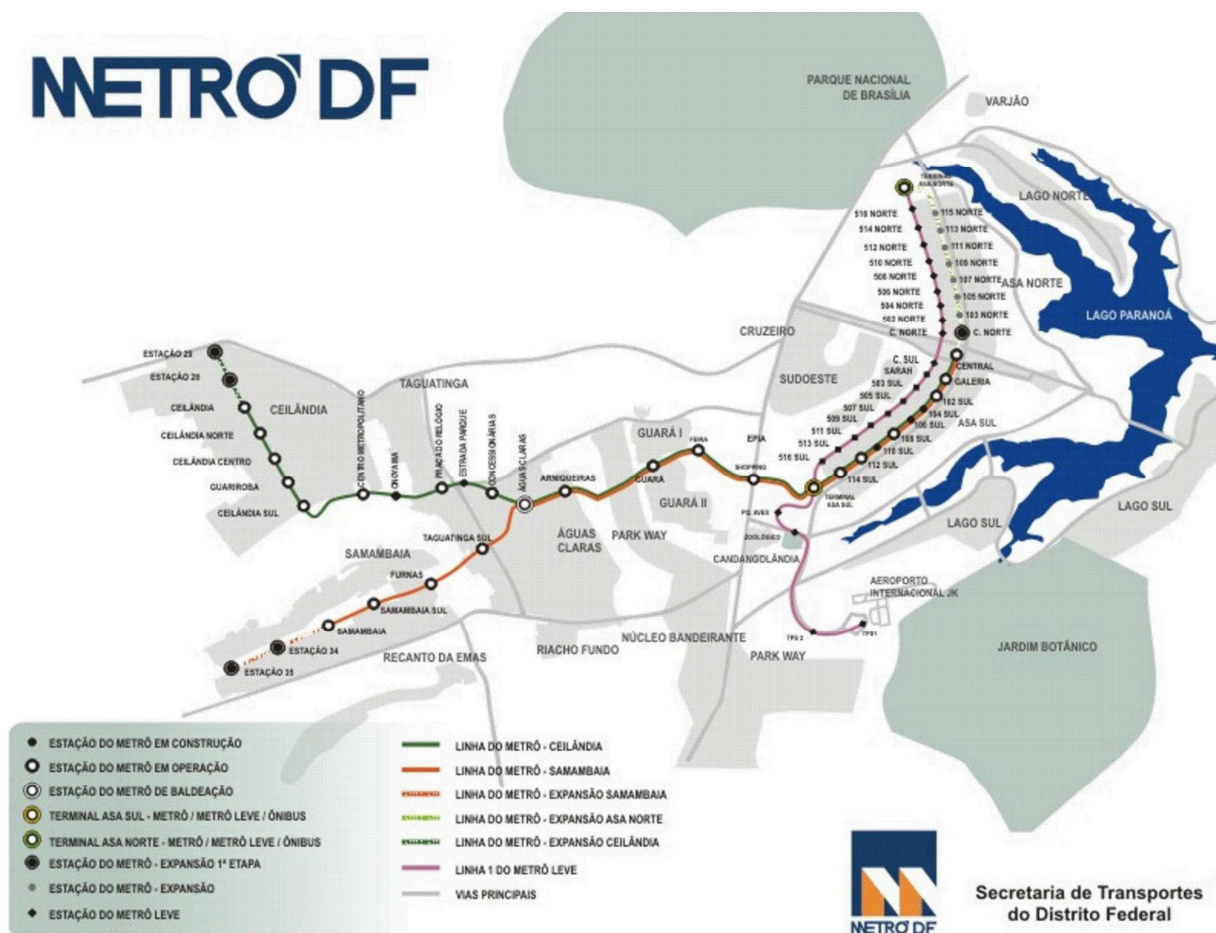 METRÔ DF
PARQUE NACIONAL
DE BRASÍLIA
VARJÃO
TERMINAL
ASA NORTE
LAGO NORTE
516 NORTE
514 NORTE
512 NORTE
510 NORTE
508 NORTE
506 NORTE
504 NORTE
502 NORTE
C. NORTE
115 NORTE
113 NORTE
111 NORTE
109 NORTE
107 NORTE
105 NORTE
103 NORTE
C. NORTE
ASA NORTE
LAGO PARANOÁ
CRUZEIRO
SUDOESTE
C. SUL
SARAH
503 SUL
505 SUL
507 SUL
509 SUL
511 SUL
513 SUL
516 SUL
CENTRAL
GALERIA
102 SUL
104 SUL
106 SUL
108 SUL
110 SUL
112 SUL
114 SUL
ASA SUL
TERMINAL
ASA SUL
ESTAÇÃO 29
ESTAÇÃO 28
CEILÂNDIA
CEILÂNDIA
CEILÂNDIA NORTE
CEILÂNDIA CENTRO
GUARIROBA
CEILÂNDIA SUL
TAGUATINGA
CENTRO METROPOLITANO
ONOYAMA
PRAÇA DO RELÓGIO
ESTRADA PARQUE
CONCESSIONÁRIAS
ÁGUAS CLARAS
ARNIQUEIRAS
GUARÁ I
GUARÁ
FEIRA
EPIA
SHOPPING
GUARÁ II
ÁGUAS
CLARAS
PARK WAY
PQ. AVES
ZOOLÓGICO
CANDANGOLÂNDIA
LAGO SUL
LAGO SUL
SAMAMBAIA
TAGUATINGA SUL
FURNAS
SAMAMBAIA SUL
SAMAMBAIA
ESTAÇÃO 34
ESTAÇÃO 35
RECANTO DA EMAS
RIACHO FUNDO
NÚCLEO BANDEIRANTE
PARK WAY
AEROPORTO
INTERNACIONAL JK
TPS 2
TPS1
JARDIM BOTÂNICO
ESTAÇÃO DO METRÔ EM CONSTRUÇÃO
ESTAÇÃO DO METRÔ EM OPERAÇÃO
ESTAÇÃO DO METRÔ DE BALDEAÇÃO
TERMINAL ASA SUL - METRÔ / METRÔ LEVE / ÔNIBUS
TERMINAL ASA NORTE - METRÔ / METRÔ LEVE / ÔNIBUS
ESTAÇÃO DO METRÔ - EXPANSÃO 1ª ETAPA
ESTAÇÃO DO METRÔ - EXPANSÃO
ESTAÇÃO DO METRÔ LEVE
LINHA DO METRÔ - CEILÂNDIA
LINHA DO METRÔ - SAMAMBAIA
LINHA DO METRÔ - EXPANSÃO SAMAMBAIA
LINHA DO METRÔ - EXPANSÃO ASA NORTE
LINHA DO METRÔ - EXPANSÃO CEILÂNDIA
LINHA 1 DO METRÔ LEVE
VIAS PRINCIPAIS
METRÔ DF
Secretaria de Transportes
do Distrito Federal